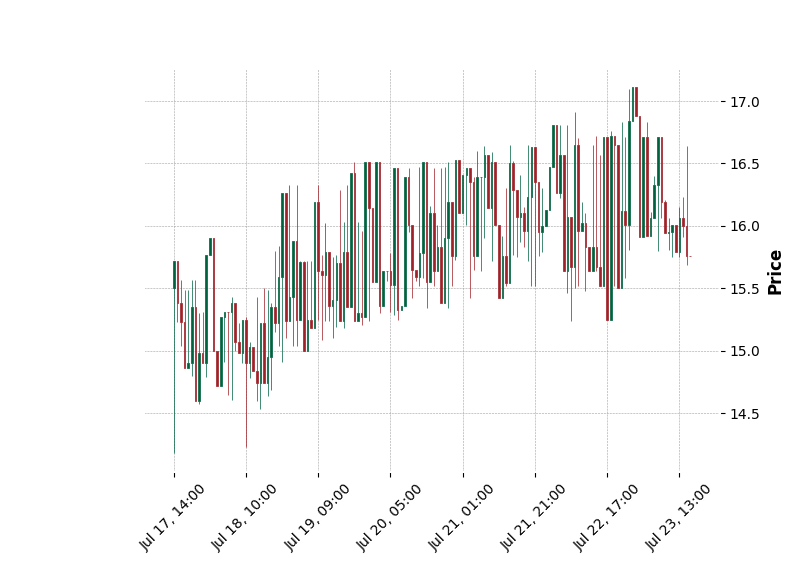 17.0
16.5
16.0
15.5
15.0
14.5
Price
Jul 17, 14:00
Jul 18, 10:00
Jul 19, 09:00
Jul 20, 05:00
Jul 21, 01:00
Jul 21, 21:00
Jul 22, 17:00
Jul 23, 13:00